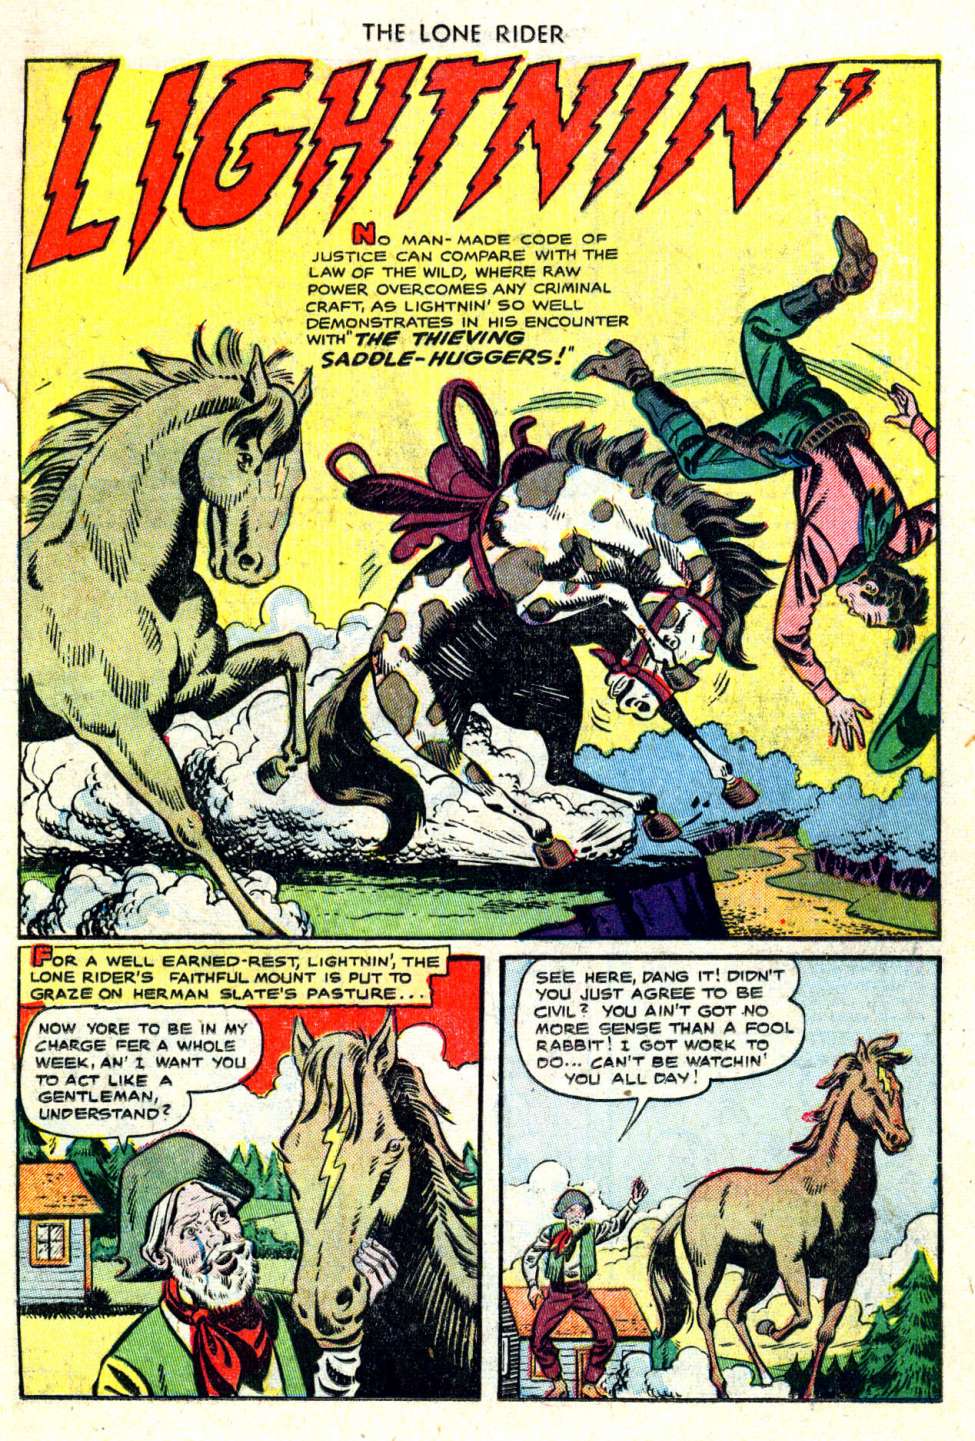 THE LONE RIDER
LIGHTNIN'
NO MAN-MADE CODE OF
JUSTICE CAN COMPARE WITH THE
LAW OF THE WILD, WHERE RAW
POWER OVERCOMES ANY CRIMINAL
CRAFT, AS LIGHTNIN' SO WELL
DEMONSTRATES IN HIS ENCOUNTER
WITH "THE THIEVING
SADDLE-HUGGERS!"
FOR A WELL EARNED-REST, LIGHTNIN', THE
LONE RIDER'S FAITHFUL MOUNT IS PUT TO
GRAZE ON HERMAN SLATE'S PASTURE...
NOW YORE TO BE IN MY
CHARGE FER A WHOLE
WEEK, AN' I WANT YOU
TO ACT LIKE A
GENTLEMAN,
UNDERSTAND?
SEE HERE, DANG IT! DIDN'T
YOU JUST AGREE TO BE
CIVIL? YOU AIN'T GOT NO
MORE SENSE THAN A FOOL
RABBIT! I GOT WORK TO
DO... CAN'T BE WATCHIN'
YOU ALL DAY!